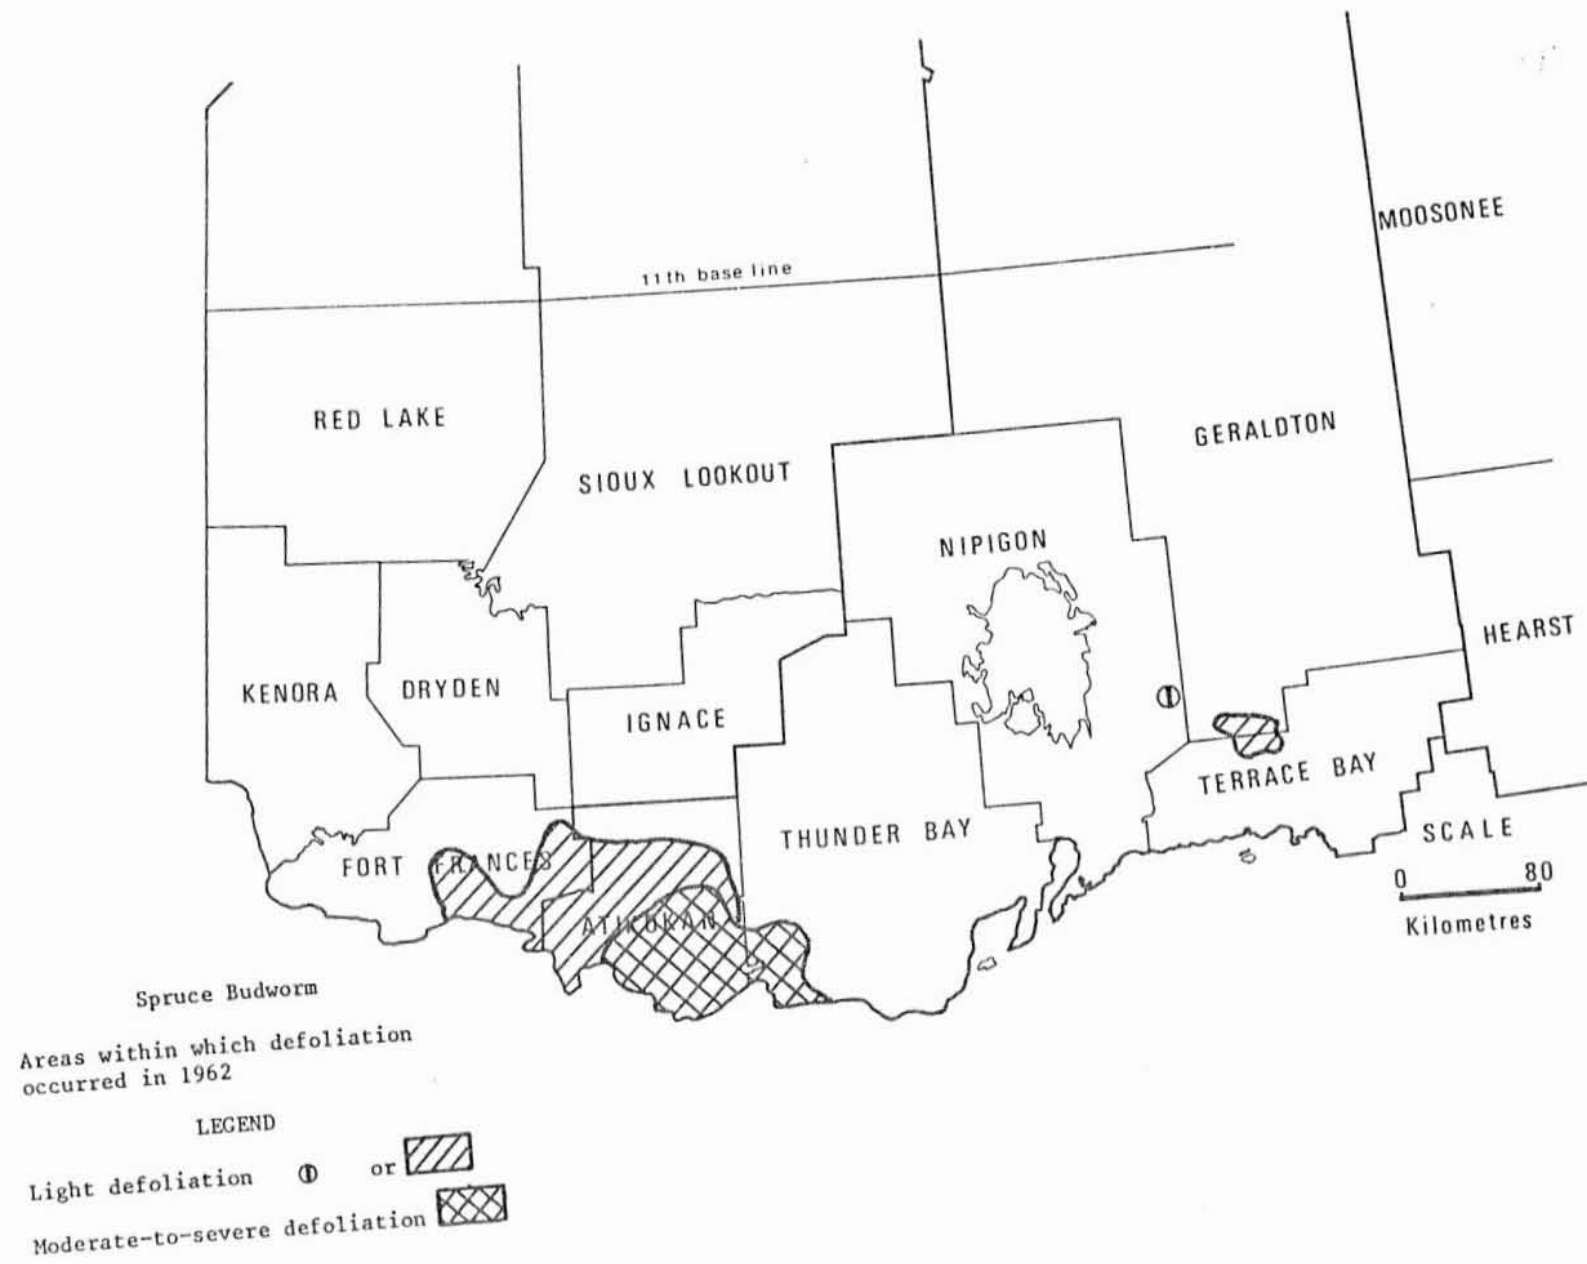 MOOSONEE
11th base line
RED LAKE
GERALDTON
SIOUX LOOKOUT
NIPIGON
HEARST
KENORA
DRYDEN
IGNACE
TERRACE BAY
THUNDER BAY
SCALE
FORT FRANCES
0 80
Kilometres
ATIKOKAN
Spruce Budworm
Areas within which defoliation
occurred in 1962
LEGEND
Light defoliation or
Moderate-to-severe defoliation